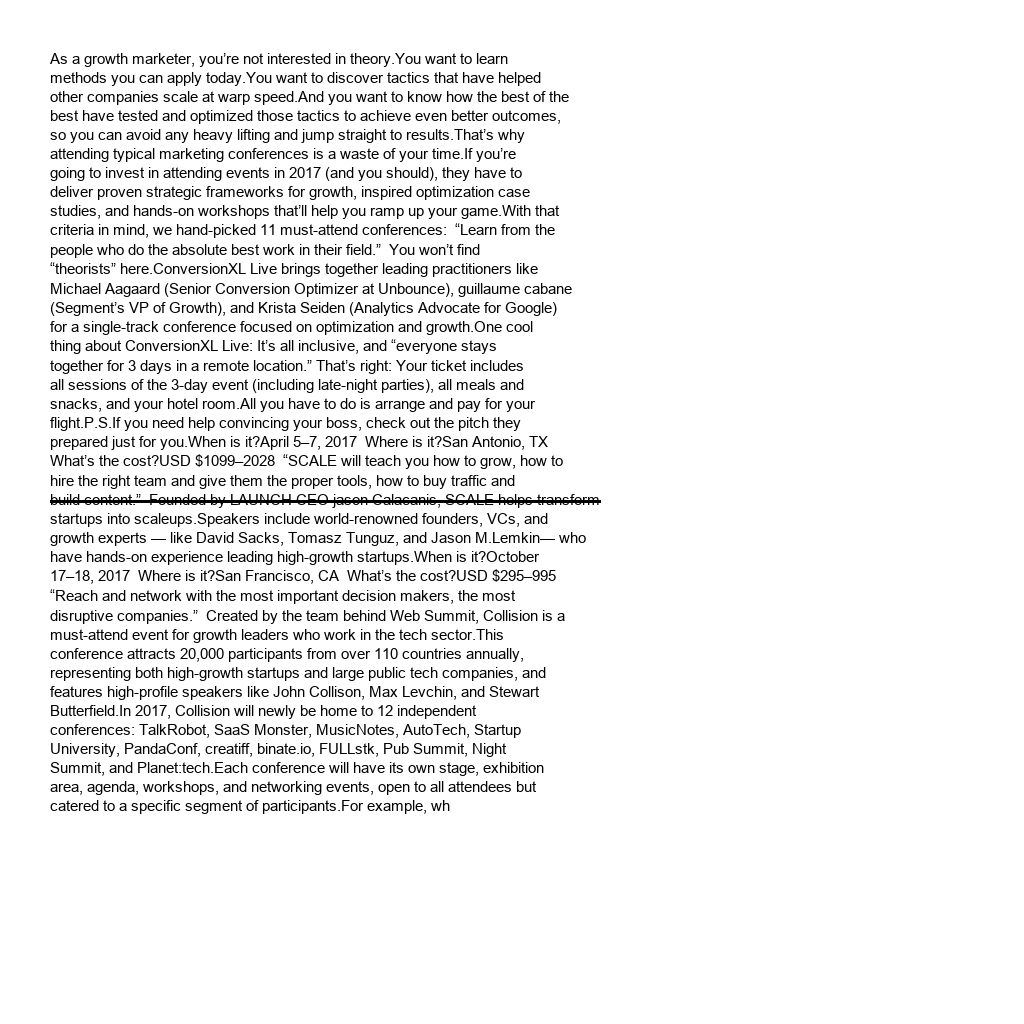 As a growth marketer, you’re not interested in theory.You want to learn
methods you can apply today.You want to discover tactics that have helped
other companies scale at warp speed.And you want to know how the best of the
best have tested and optimized those tactics to achieve even better outcomes,
so you can avoid any heavy lifting and jump straight to results.That’s why
attending typical marketing conferences is a waste of your time.If you’re
going to invest in attending events in 2017 (and you should), they have to
deliver proven strategic frameworks for growth, inspired optimization case
studies, and hands-on workshops that’ll help you ramp up your game.With that
criteria in mind, we hand-picked 11 must-attend conferences:  “Learn from the
people who do the absolute best work in their field.”  You won’t find
“theorists” here.ConversionXL Live brings together leading practitioners like
Michael Aagaard (Senior Conversion Optimizer at Unbounce), guillaume cabane
(Segment’s VP of Growth), and Krista Seiden (Analytics Advocate for Google)
for a single-track conference focused on optimization and growth.One cool
thing about ConversionXL Live: It’s all inclusive, and “everyone stays
together for 3 days in a remote location.” That’s right: Your ticket includes
all sessions of the 3-day event (including late-night parties), all meals and
snacks, and your hotel room.All you have to do is arrange and pay for your
flight.P.S.If you need help convincing your boss, check out the pitch they
prepared just for you.When is it?April 5–7, 2017  Where is it?San Antonio, TX
What’s the cost?USD $1099–2028  “SCALE will teach you how to grow, how to
hire the right team and give them the proper tools, how to buy traffic and
build content.”  Founded by LAUNCH CEO jason Calacanis, SCALE helps transform
startups into scaleups.Speakers include world-renowned founders, VCs, and
growth experts — like David Sacks, Tomasz Tunguz, and Jason M.Lemkin— who
have hands-on experience leading high-growth startups.When is it?October
17–18, 2017  Where is it?San Francisco, CA  What’s the cost?USD $295–995
“Reach and network with the most important decision makers, the most
disruptive companies.”  Created by the team behind Web Summit, Collision is a
must-attend event for growth leaders who work in the tech sector.This
conference attracts 20,000 participants from over 110 countries annually,
representing both high-growth startups and large public tech companies, and
features high-profile speakers like John Collison, Max Levchin, and Stewart
Butterfield.In 2017, Collision will newly be home to 12 independent
conferences: TalkRobot, SaaS Monster, MusicNotes, AutoTech, Startup
University, PandaConf, creatiff, binate.io, FULLstk, Pub Summit, Night
Summit, and Planet:tech.Each conference will have its own stage, exhibition
area, agenda, workshops, and networking events, open to all attendees but
catered to a specific segment of participants.For example, wh